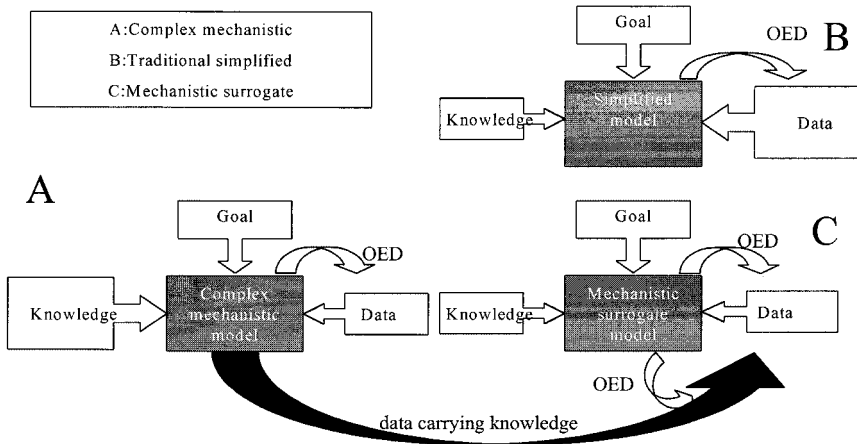 A:Complex mechanistic
B:Traditional simplified
C:Mechanistic surrogate
Goal
OED
B
Knowledge
Simplified
model
Data
A
Goal
OED
Knowledge
Complex
mechanistic
model
Data
Goal
OED
C
Knowledge
Mechanistic
surrogate
model
Data
OED
data carrying knowledge